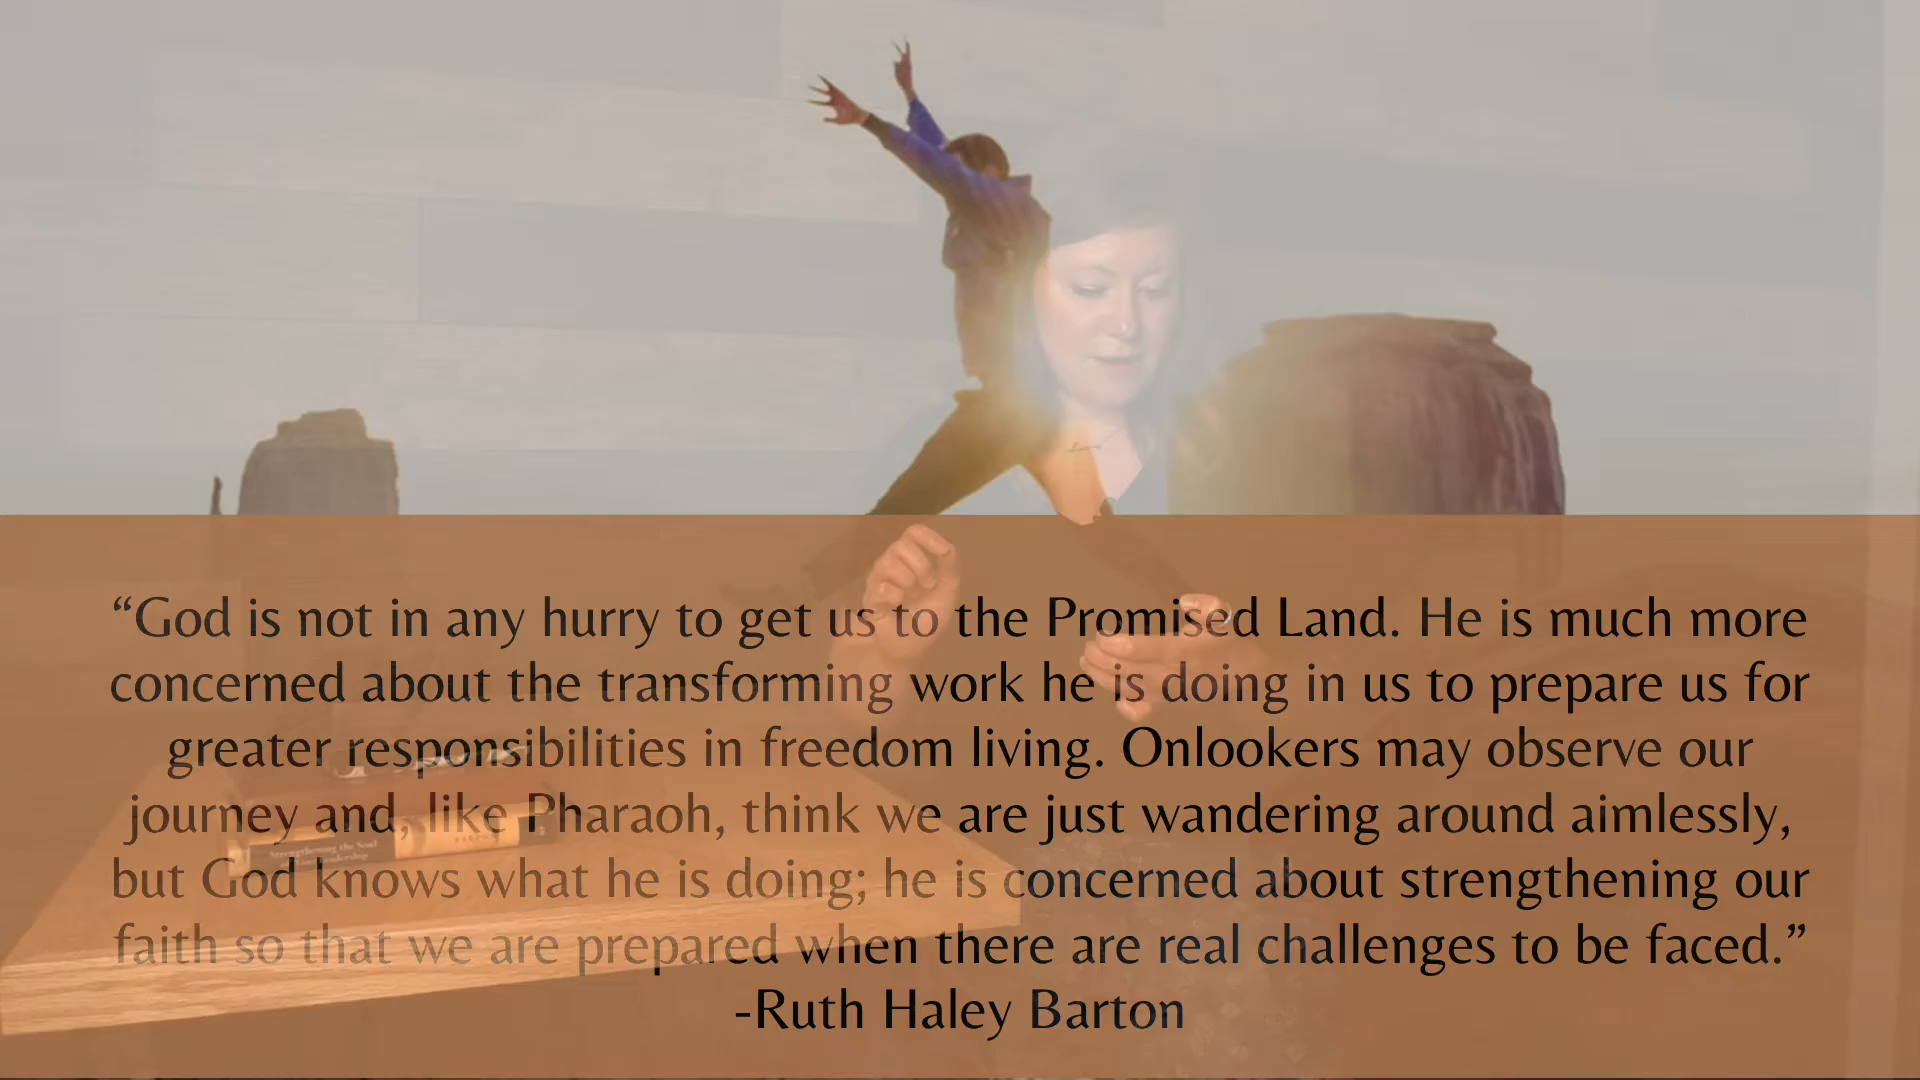 “God is not in any hurry to get us to the Promised Land. He is much more
concerned about the transforming work he is doing in us to prepare us for
greater responsibilities in freedom living. Onlookers may observe our
journey and, like Pharaoh, think we are just wandering around aimlessly,
but God knows what he is doing; he is concerned about strengthening our
faith so that we are prepared when there are real challenges to be faced.”
-Ruth Haley Barton
Strengthening the Soul
BARTON